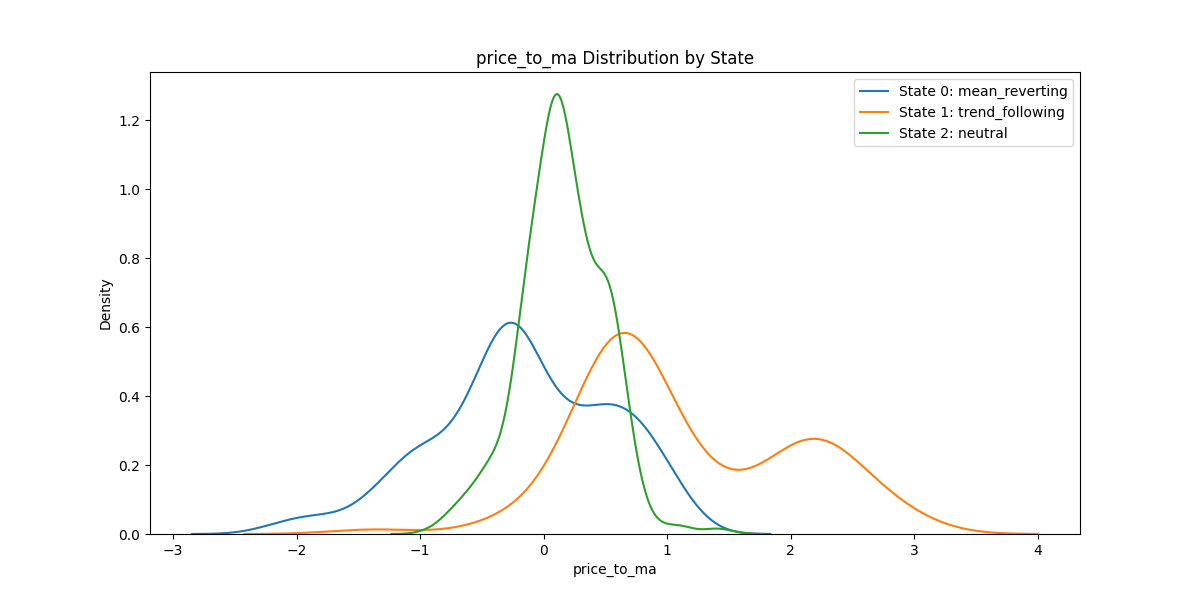 price_to_ma Distribution by State
State 0: mean_reverting
State 1: trend_following
State 2: neutral
Density
1.2
1.0
0.8
0.6
0.4
0.2
0.0
−3
−2
−1
0
1
2
3
4
price_to_ma